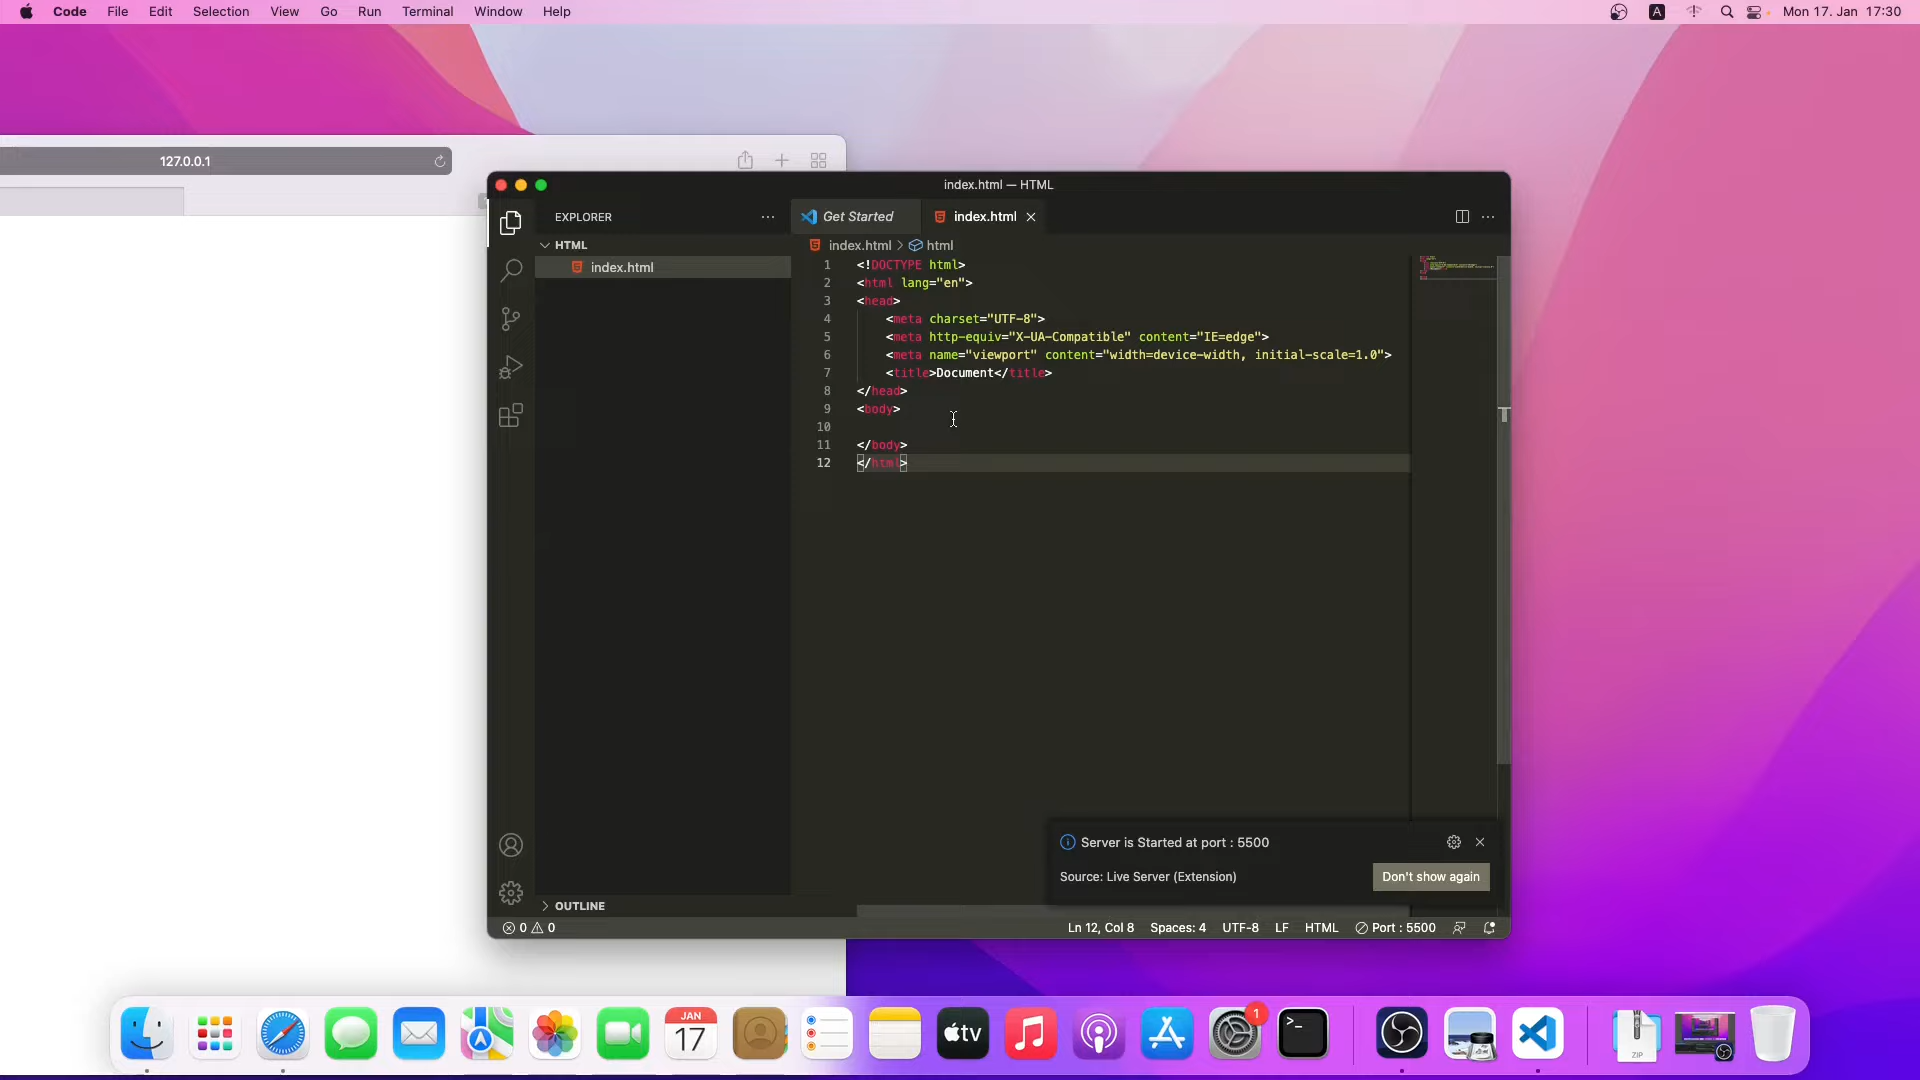 Code File Edit Selection View Go Run Terminal Window Help
A Mon 17. Jan 17:30
127.0.0.1
index.html — HTML
EXPLORER
Get Started
index.html
HTML
index.html > html
index.html
1 <!DOCTYPE html>
2 <html lang="en">
3 <head>
4 <meta charset="UTF-8">
5 <meta http-equiv="X-UA-Compatible" content="IE=edge">
6 <meta name="viewport" content="width=device-width, initial-scale=1.0">
7 <title>Document</title>
8 </head>
9 <body>
10
11 </body>
12 </html>
Server is Started at port : 5500
Source: Live Server (Extension)
Don't show again
OUTLINE
0 0
Ln 12, Col 8 Spaces: 4 UTF-8 LF HTML Port : 5500
JAN
17
tv
1
>_
ZIP